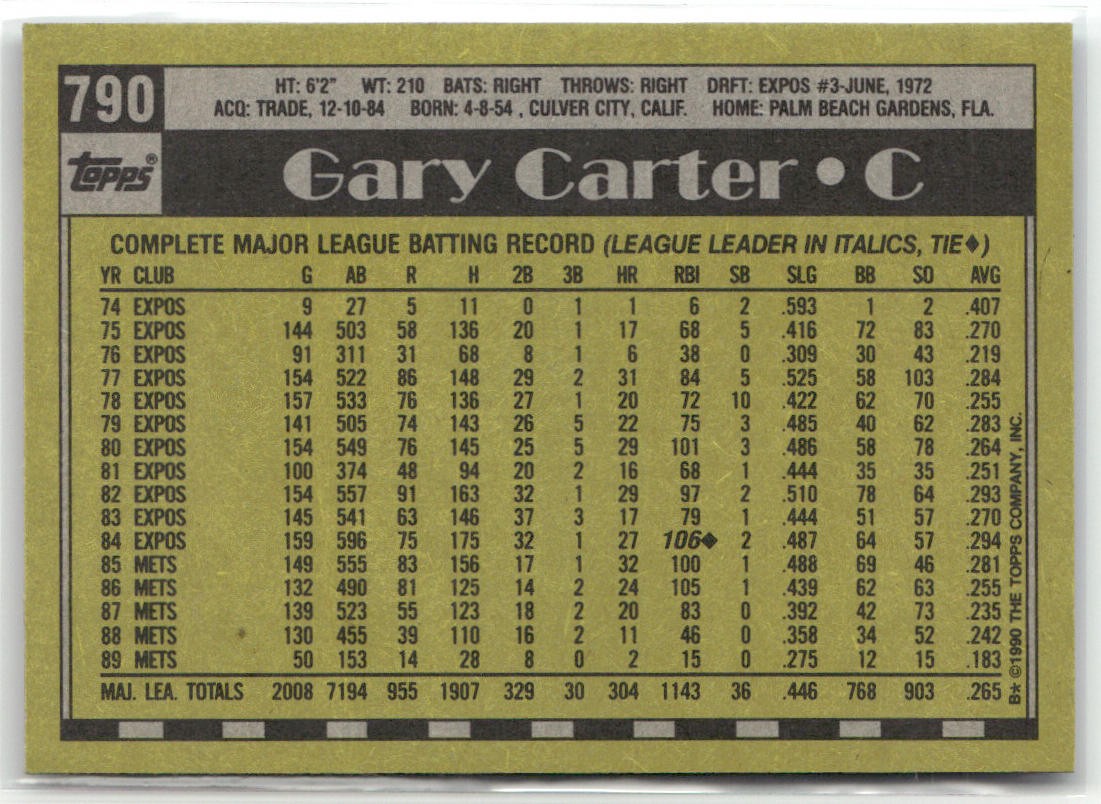 790
HT: 6'2" WT: 210 BATS: RIGHT THROWS: RIGHT DRFT: EXPOS #3-JUNE, 1972
ACQ: TRADE, 12-10-84 BORN: 4-8-54 , CULVER CITY, CALIF. HOME: PALM BEACH GARDENS, FLA.
topps®
Gary Carter • C
COMPLETE MAJOR LEAGUE BATTING RECORD (LEAGUE LEADER IN ITALICS, TIE♦)
YR CLUB G AB R H 2B 3B HR RBI SB SLG BB SO AVG
74 EXPOS 9 27 5 11 0 1 1 6 2 .593 1 2 .407
75 EXPOS 144 503 58 136 20 1 17 68 5 .416 72 83 .270
76 EXPOS 91 311 31 68 8 1 6 38 0 .309 30 43 .219
77 EXPOS 154 522 86 148 29 2 31 84 5 .525 58 103 .284
78 EXPOS 157 533 76 136 27 1 20 72 10 .422 62 70 .255
79 EXPOS 141 505 74 143 26 5 22 75 3 .485 40 62 .283
80 EXPOS 154 549 76 145 25 5 29 101 3 .486 58 78 .264
81 EXPOS 100 374 48 94 20 2 16 68 1 .444 35 35 .251
82 EXPOS 154 557 91 163 32 1 29 97 2 .510 78 64 .293
83 EXPOS 145 541 63 146 37 3 17 79 1 .444 51 57 .270
84 EXPOS 159 596 75 175 32 1 27 106♦ 2 .487 64 57 .294
85 METS 149 555 83 156 17 1 32 100 1 .488 69 46 .281
86 METS 132 490 81 125 14 2 24 105 1 .439 62 63 .255
87 METS 139 523 55 123 18 2 20 83 0 .392 42 73 .235
88 METS 130 455 39 110 16 2 11 46 0 .358 34 52 .242
89 METS 50 153 14 28 8 0 2 15 0 .275 12 15 .183
MAJ. LEA. TOTALS 2008 7194 955 1907 329 30 304 1143 36 .446 768 903 .265
B* ©1990 THE TOPPS COMPANY, INC.